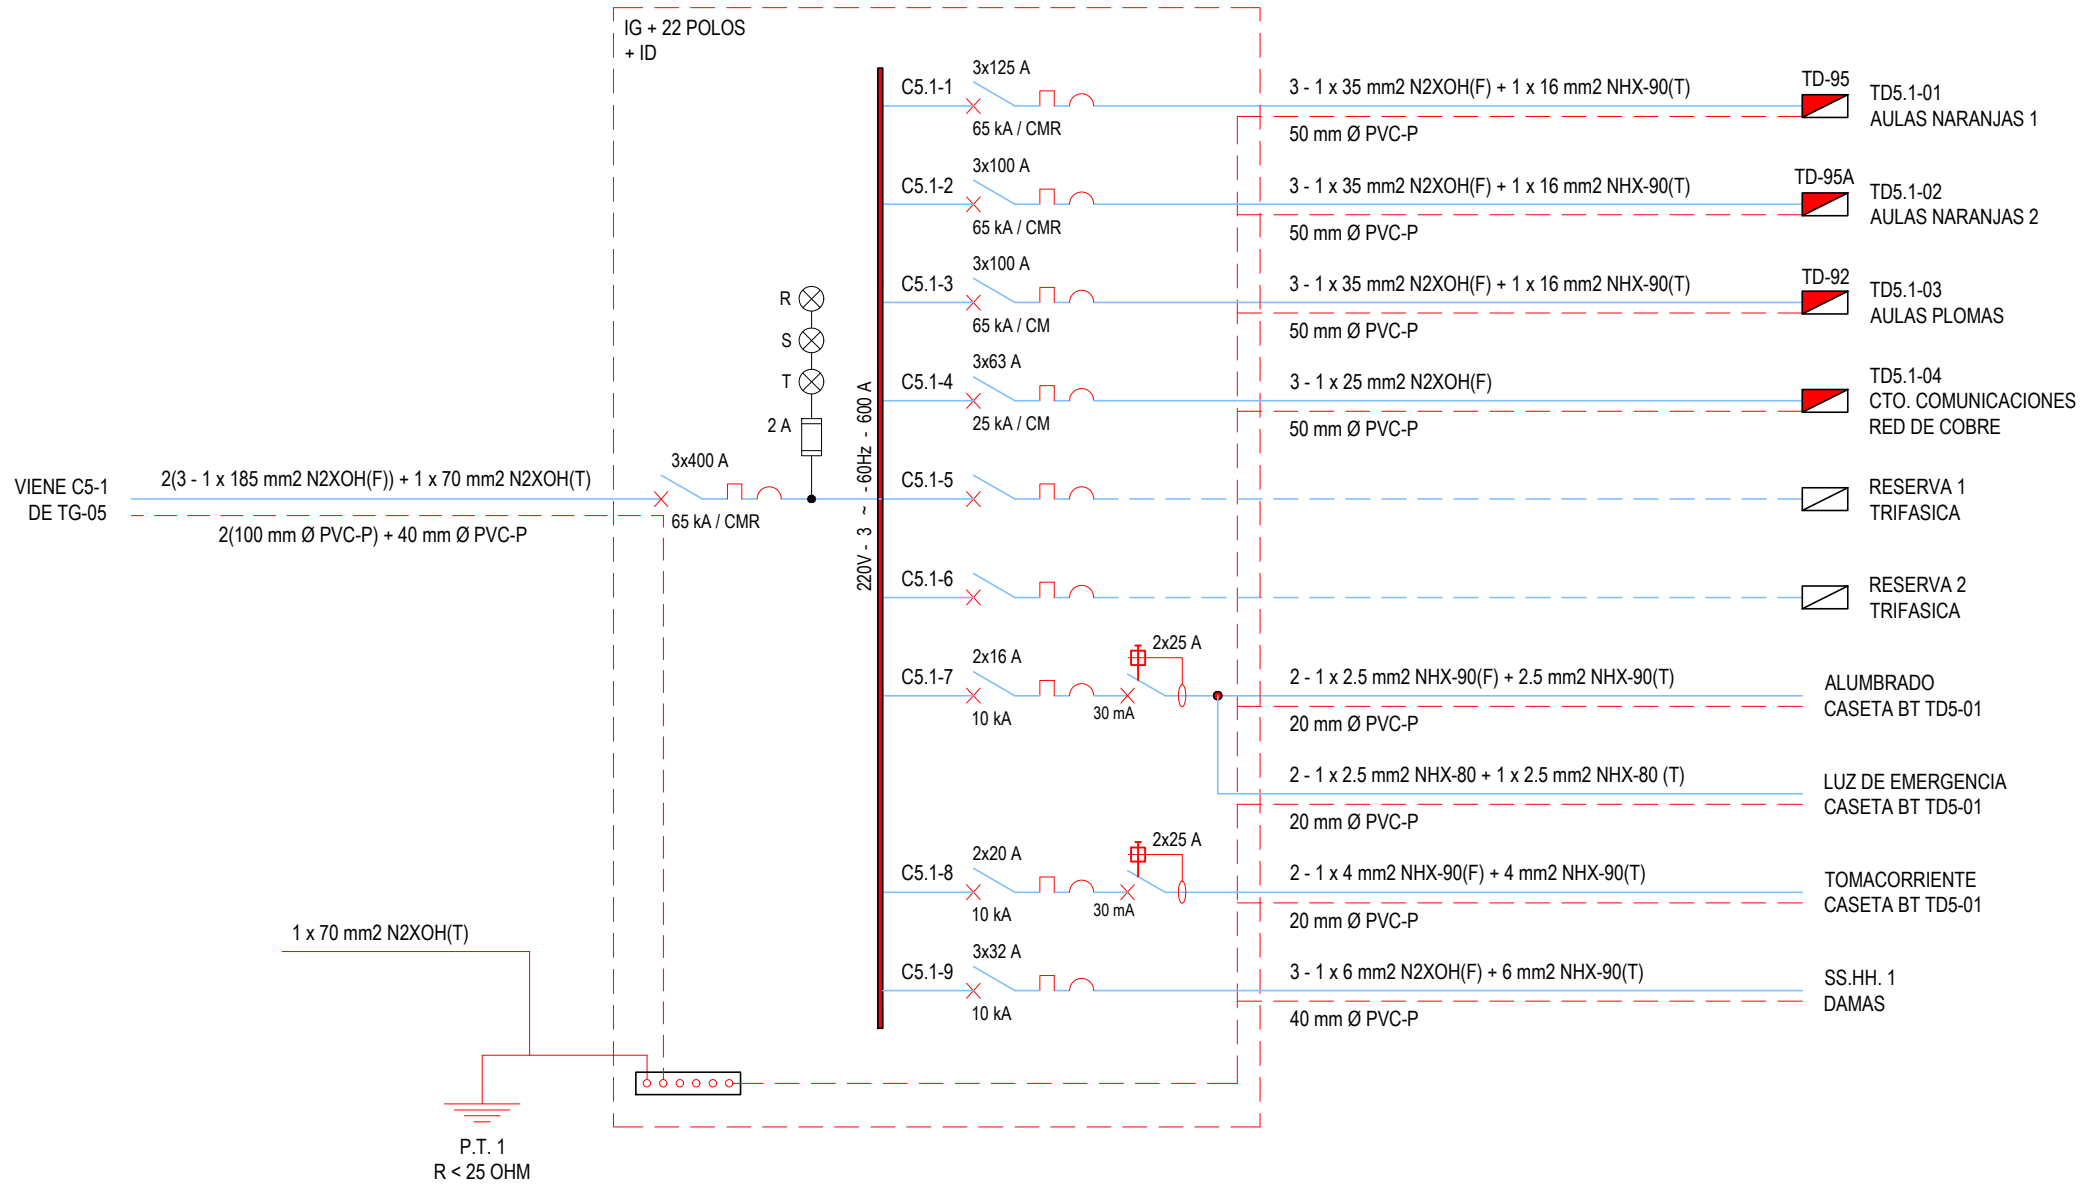 IG + 22 POLOS
+ ID
C5.1-1
3x125 A
65 kA / CMR
3 - 1 x 35 mm2 N2XOH(F) + 1 x 16 mm2 NHX-90(T)
50 mm Ø PVC-P
TD-95
TD5.1-01
AULAS NARANJAS 1
C5.1-2
3x100 A
65 kA / CMR
3 - 1 x 35 mm2 N2XOH(F) + 1 x 16 mm2 NHX-90(T)
50 mm Ø PVC-P
TD-95A
TD5.1-02
AULAS NARANJAS 2
C5.1-3
3x100 A
65 kA / CM
3 - 1 x 35 mm2 N2XOH(F) + 1 x 16 mm2 NHX-90(T)
50 mm Ø PVC-P
TD-92
TD5.1-03
AULAS PLOMAS
C5.1-4
3x63 A
25 kA / CM
3 - 1 x 25 mm2 N2XOH(F)
50 mm Ø PVC-P
TD5.1-04
CTO. COMUNICACIONES
RED DE COBRE
R
S
T
2 A
220V - 3 ~ - 60Hz - 600 A
VIENE C5-1
DE TG-05
2(3 - 1 x 185 mm2 N2XOH(F)) + 1 x 70 mm2 N2XOH(T)
2(100 mm Ø PVC-P) + 40 mm Ø PVC-P
3x400 A
65 kA / CMR
C5.1-5
RESERVA 1
TRIFASICA
C5.1-6
RESERVA 2
TRIFASICA
C5.1-7
2x16 A
10 kA
2x25 A
30 mA
2 - 1 x 2.5 mm2 NHX-90(F) + 2.5 mm2 NHX-90(T)
20 mm Ø PVC-P
ALUMBRADO
CASETA BT TD5-01
2 - 1 x 2.5 mm2 NHX-80 + 1 x 2.5 mm2 NHX-80 (T)
20 mm Ø PVC-P
LUZ DE EMERGENCIA
CASETA BT TD5-01
C5.1-8
2x20 A
10 kA
2x25 A
30 mA
2 - 1 x 4 mm2 NHX-90(F) + 4 mm2 NHX-90(T)
20 mm Ø PVC-P
TOMACORRIENTE
CASETA BT TD5-01
C5.1-9
3x32 A
10 kA
3 - 1 x 6 mm2 N2XOH(F) + 6 mm2 NHX-90(T)
40 mm Ø PVC-P
SS.HH. 1
DAMAS
1 x 70 mm2 N2XOH(T)
P.T. 1
R < 25 OHM